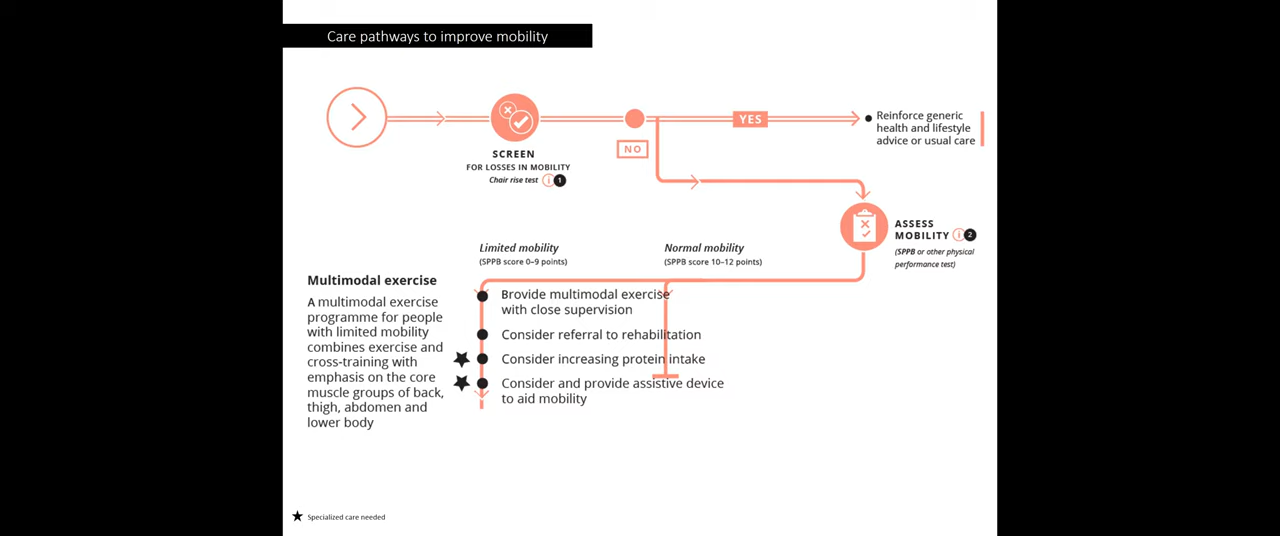 Care pathways to improve mobility
YES
Reinforce generic
health and lifestyle
advice or usual care
NO
SCREEN
FOR LOSSES IN MOBILITY
Chair rise test i 1
ASSESS
MOBILITY i 2
(SPPB or other physical
performance test)
Limited mobility
(SPPB score 0–9 points)
Normal mobility
(SPPB score 10–12 points)
Multimodal exercise
A multimodal exercise
programme for people
with limited mobility
combines exercise and
cross-training with
emphasis on the core
muscle groups of back,
thigh, abdomen and
lower body
Brovide multimodal exercise
with close supervision
Consider referral to rehabilitation
Consider increasing protein intake
Consider and provide assistive device
to aid mobility
Specialized care needed